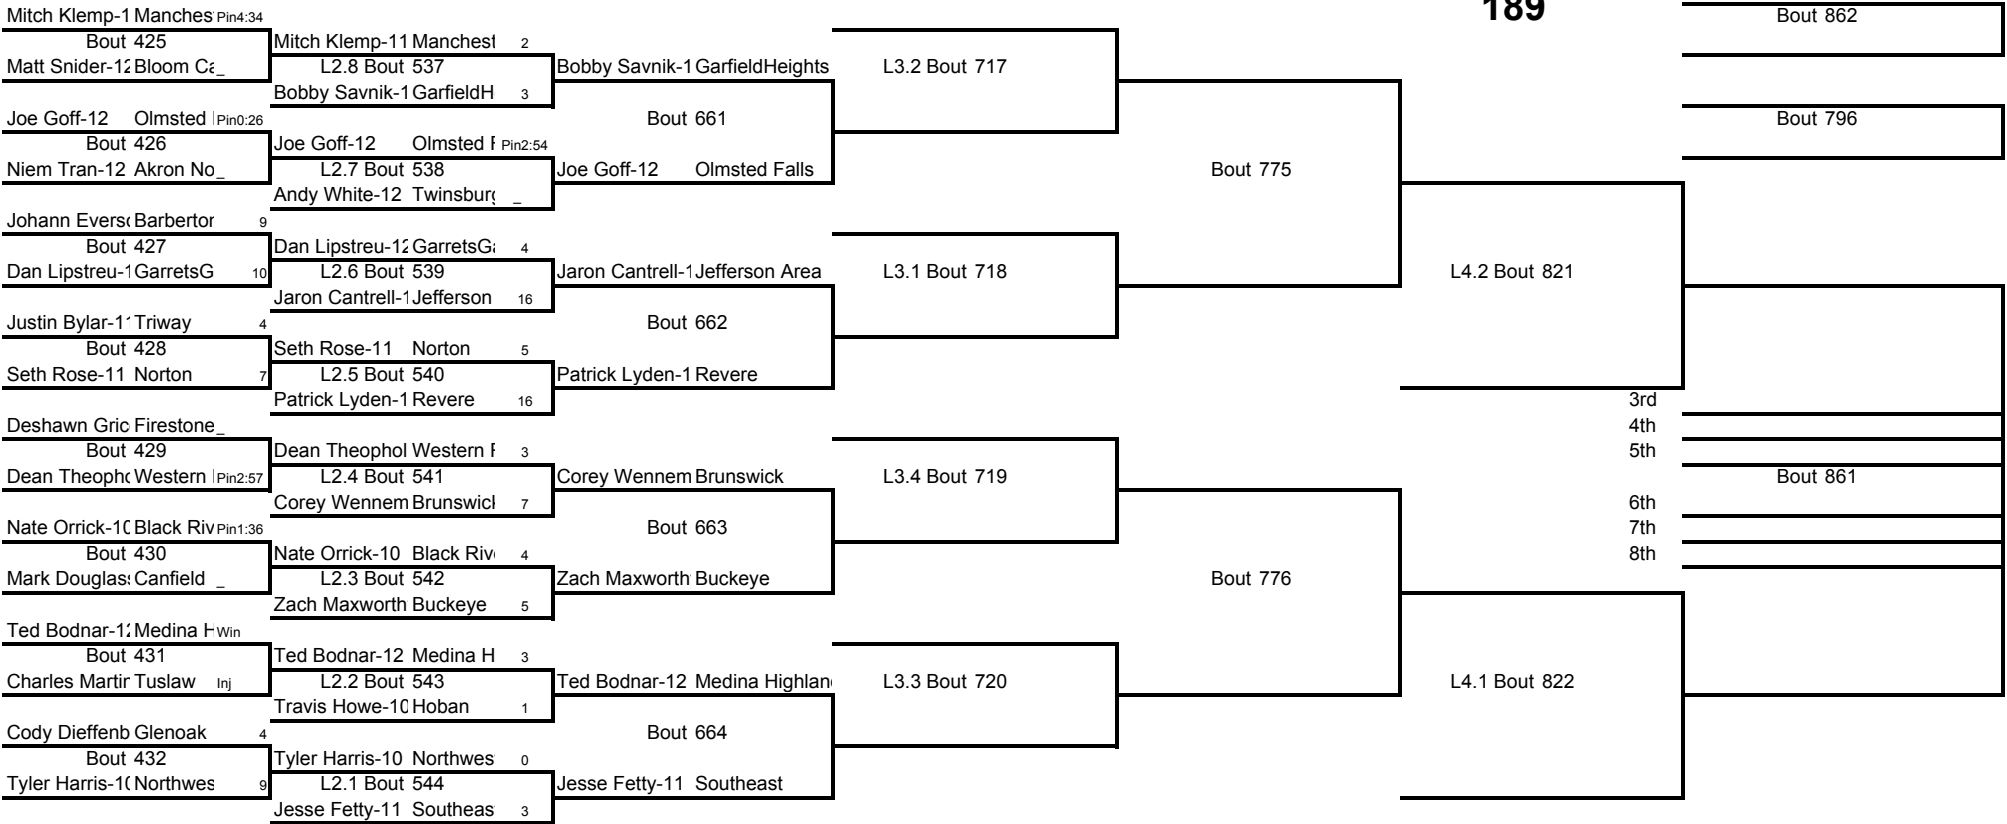 189
Mitch Klemp-1 Manches Pin4:34
Bout 425
Matt Snider-12 Bloom Ca _
Joe Goff-12 Olmsted Pin0:26
Bout 426
Niem Tran-12 Akron No _
Johann Everso Barberton 9
Bout 427
Dan Lipstreu-1 GarretsG 10
Justin Bylar-11 Triway 4
Bout 428
Seth Rose-11 Norton 7
Deshawn Gric Firestone _
Bout 429
Dean Theopho Western Pin2:57
Nate Orrick-10 Black Riv Pin1:36
Bout 430
Mark Douglass Canfield _
Ted Bodnar-12 Medina H Win
Bout 431
Charles Martin Tuslaw Inj
Cody Dieffenb Glenoak 4
Bout 432
Tyler Harris-10 Northwes 9
Mitch Klemp-11 Manchest 2
L2.8 Bout 537
Bobby Savnik-1 GarfieldH 3
Joe Goff-12 Olmsted F Pin2:54
L2.7 Bout 538
Andy White-12 Twinsburg _
Dan Lipstreu-12 GarretsGa 4
L2.6 Bout 539
Jaron Cantrell-1 Jefferson 16
Seth Rose-11 Norton 5
L2.5 Bout 540
Patrick Lyden-1 Revere 16
Dean Theophol Western F 3
L2.4 Bout 541
Corey Wennem Brunswick 7
Nate Orrick-10 Black Rive 4
L2.3 Bout 542
Zach Maxworth Buckeye 5
Ted Bodnar-12 Medina H 3
L2.2 Bout 543
Travis Howe-10 Hoban 1
Tyler Harris-10 Northwes 0
L2.1 Bout 544
Jesse Fetty-11 Southeas 3
Bobby Savnik-1 GarfieldHeights
Bout 661
Joe Goff-12 Olmsted Falls
Jaron Cantrell-1 Jefferson Area
Bout 662
Patrick Lyden-1 Revere
Corey Wennem Brunswick
Bout 663
Zach Maxworth Buckeye
Ted Bodnar-12 Medina Highland
Bout 664
Jesse Fetty-11 Southeast
L3.2 Bout 717
L3.1 Bout 718
L3.4 Bout 719
L3.3 Bout 720
Bout 775
Bout 776
L4.2 Bout 821
L4.1 Bout 822
Bout 862
Bout 796
3rd
4th
5th
Bout 861
6th
7th
8th